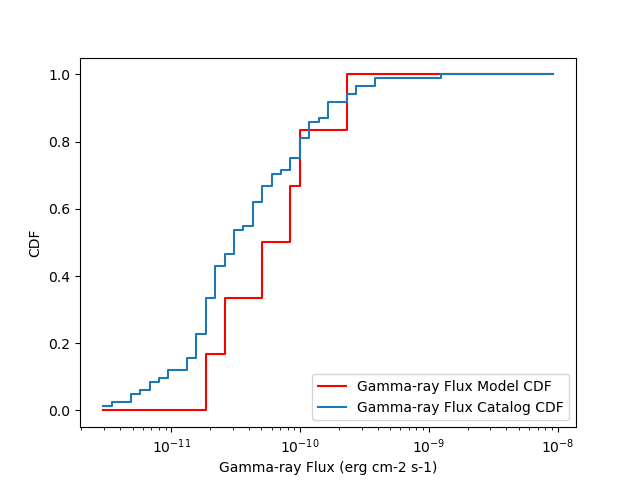 1.0
0.8
0.6
0.4
0.2
0.0
CDF
10⁻¹¹
10⁻¹⁰
10⁻⁹
10⁻⁸
Gamma-ray Flux (erg cm-2 s-1)
Gamma-ray Flux Model CDF
Gamma-ray Flux Catalog CDF